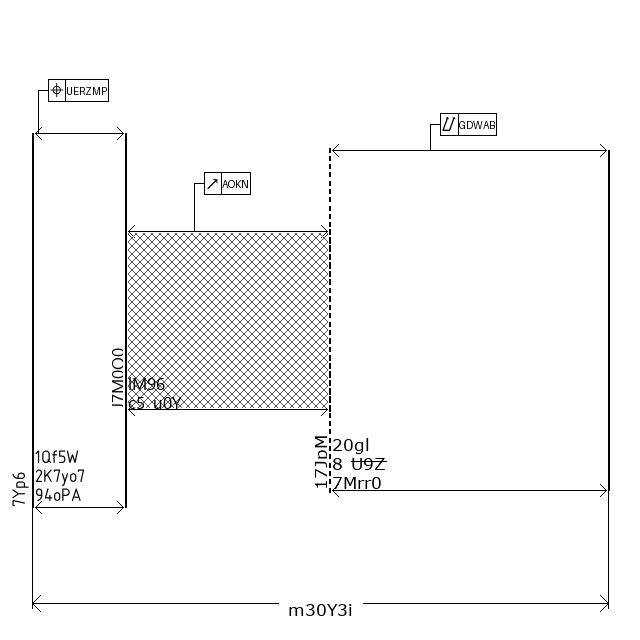 UERZMP
GDWAB
AOKN
J7M0O0
IM96
c5 u0Y
17JpM
20gl
8 U9Z
7Mrr0
7Yp6
1Qf5W
2K7yo7
94oPA
m30Y3i